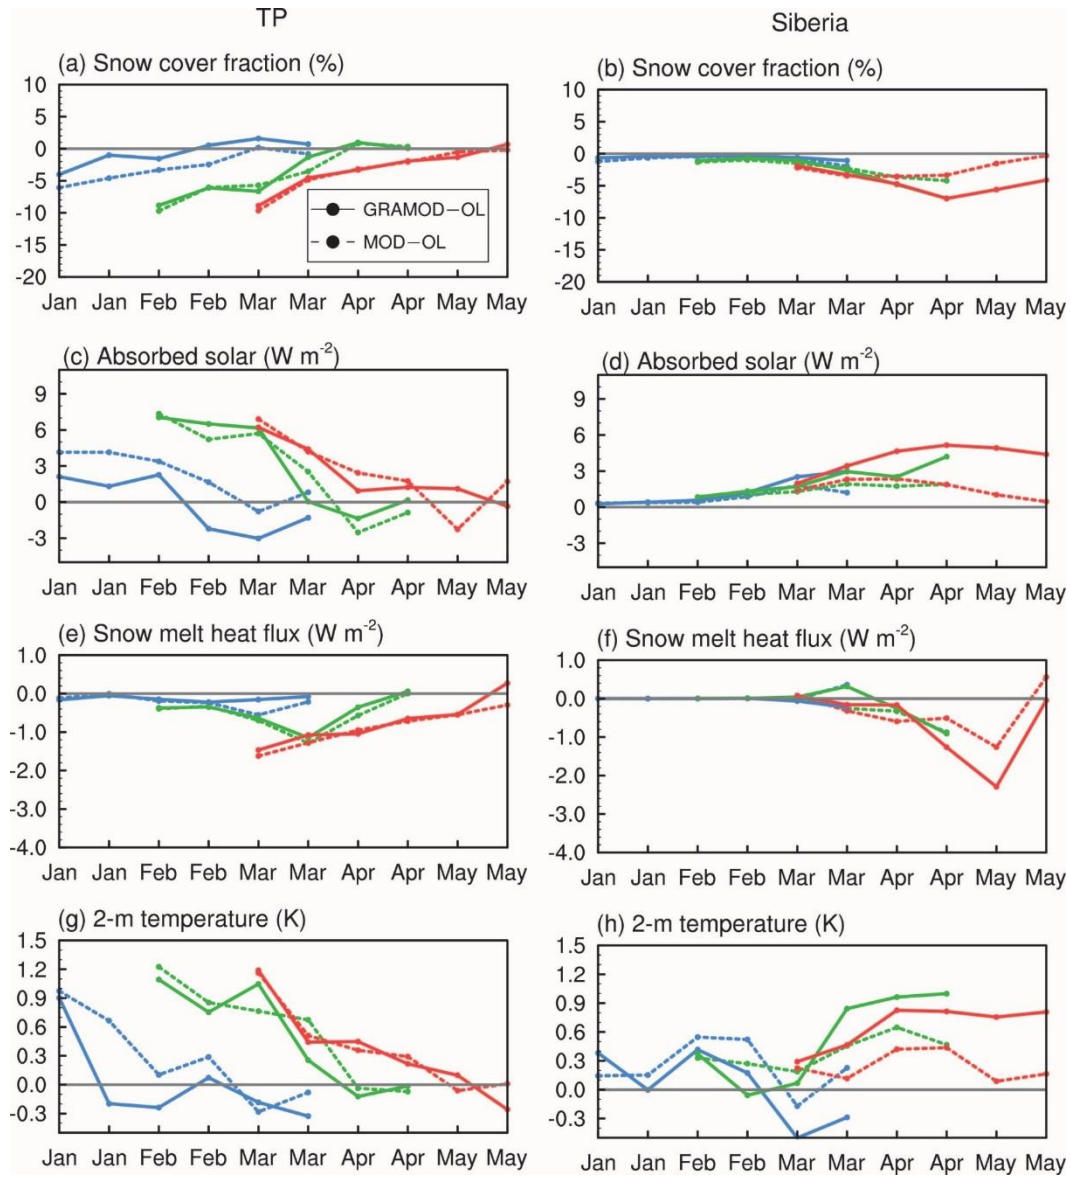 TP
Siberia
(a) Snow cover fraction (%)
10
5
0
-5
-10
-15
-20
GRAMOD−OL
MOD−OL
Jan Jan Feb Feb Mar Mar Apr Apr May May
(b) Snow cover fraction (%)
10
5
0
-5
-10
-15
-20
Jan Jan Feb Feb Mar Mar Apr Apr May May
(c) Absorbed solar (W m-2)
9
6
3
0
-3
Jan Jan Feb Feb Mar Mar Apr Apr May May
(d) Absorbed solar (W m-2)
9
6
3
0
-3
Jan Jan Feb Feb Mar Mar Apr Apr May May
(e) Snow melt heat flux (W m-2)
1.0
0.0
-1.0
-2.0
-3.0
-4.0
Jan Jan Feb Feb Mar Mar Apr Apr May May
(f) Snow melt heat flux (W m-2)
1.0
0.0
-1.0
-2.0
-3.0
-4.0
Jan Jan Feb Feb Mar Mar Apr Apr May May
(g) 2-m temperature (K)
1.5
1.2
0.9
0.6
0.3
0.0
-0.3
Jan Jan Feb Feb Mar Mar Apr Apr May May
(h) 2-m temperature (K)
1.5
1.2
0.9
0.6
0.3
0.0
-0.3
Jan Jan Feb Feb Mar Mar Apr Apr May May